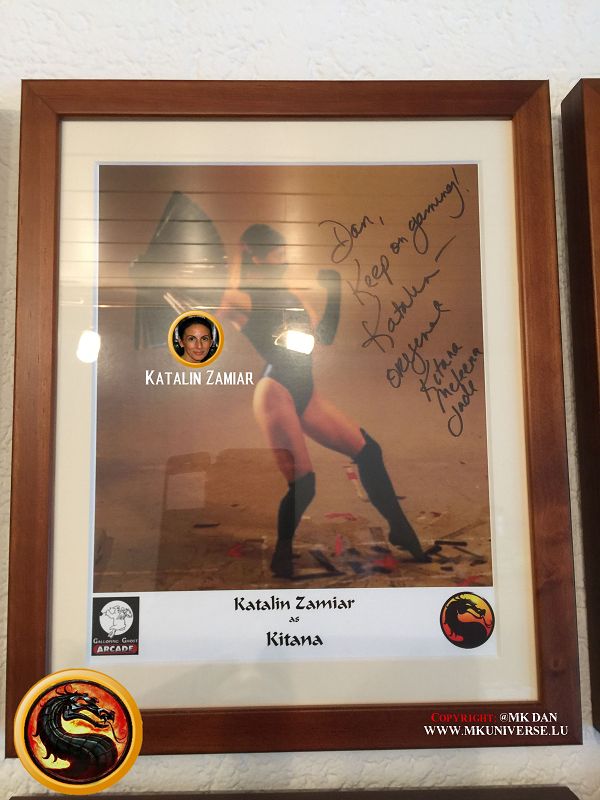 Dan,
Keep on gaming!
Katalin
Kitana
Mileena
Jade
KATALIN ZAMIAR
Katalin Zamiar
as
Kitana
GALLOPING GHOST
ARCADE
COPYRIGHT: @MK DAN
WWW.MKUNIVERSE.LU